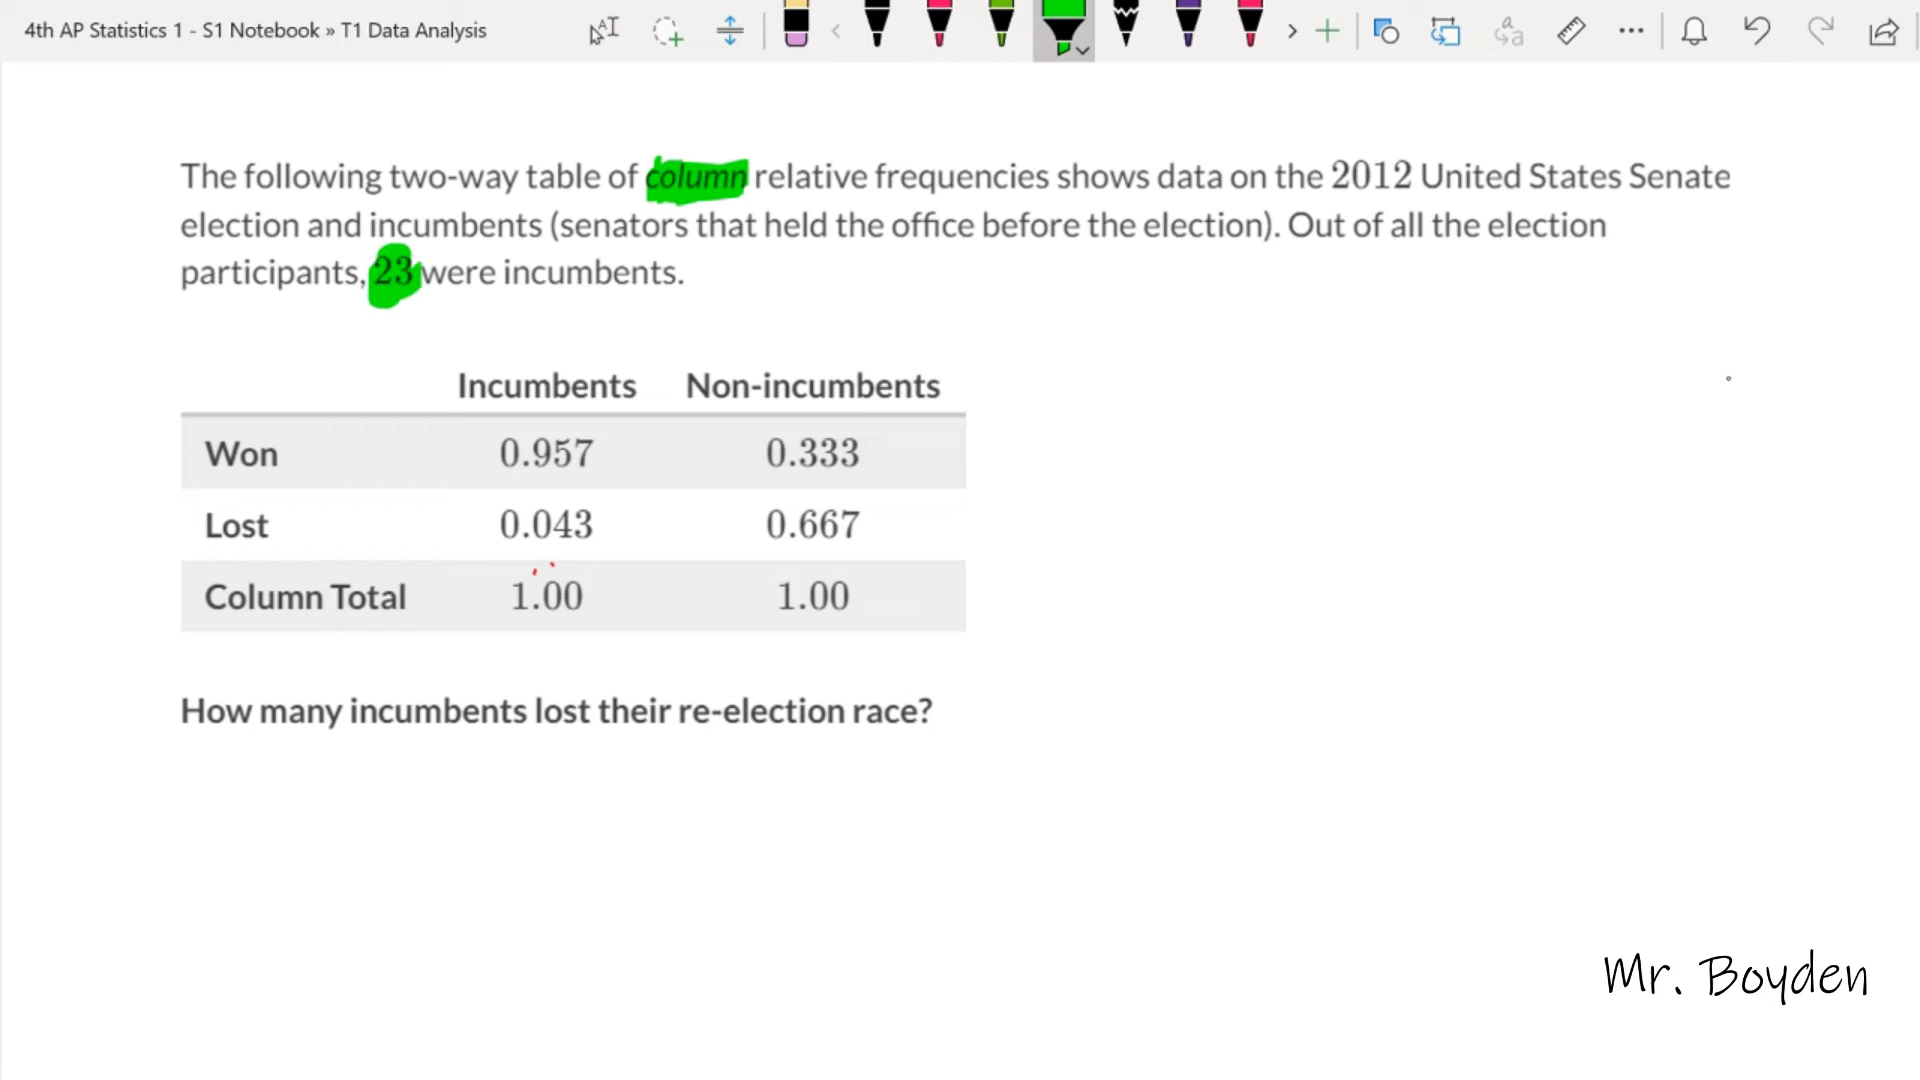 4th AP Statistics 1 - S1 Notebook » T1 Data Analysis
The following two-way table of column relative frequencies shows data on the 2012 United States Senate
election and incumbents (senators that held the office before the election). Out of all the election
participants, 23 were incumbents.
Incumbents Non-incumbents
Won 0.957 0.333
Lost 0.043 0.667
Column Total 1.00 1.00
How many incumbents lost their re-election race?
Mr. Boyden